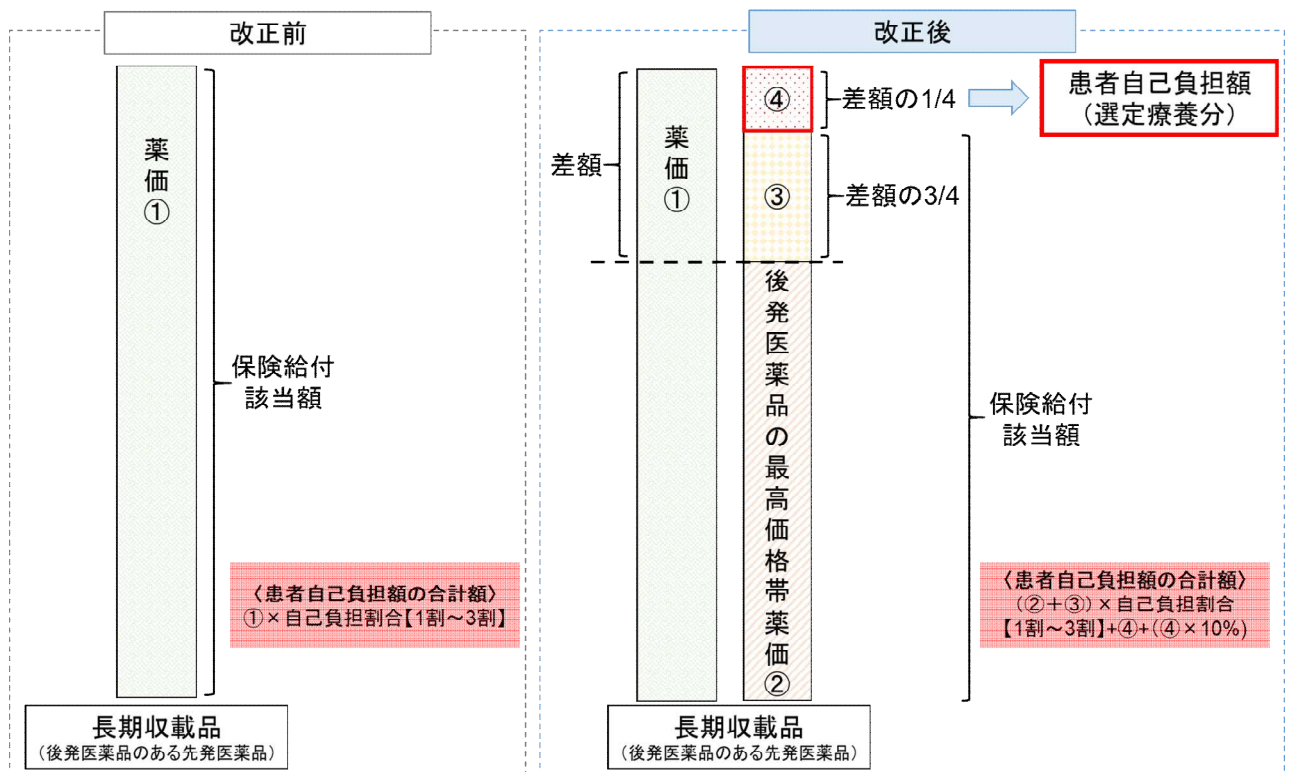 改正前
薬価①
保険給付
該当額
〈患者自己負担額の合計額〉
①×自己負担割合【1割～3割】
長期収載品
(後発医薬品のある先発医薬品)
改正後
差額
薬価①
④
差額の1/4
患者自己負担額
(選定療養分)
③
差額の3/4
後発医薬品の最高価格帯薬価②
保険給付
該当額
〈患者自己負担額の合計額〉
(②+③)×自己負担割合
【1割～3割】+④+(④×10%)
長期収載品
(後発医薬品のある先発医薬品)